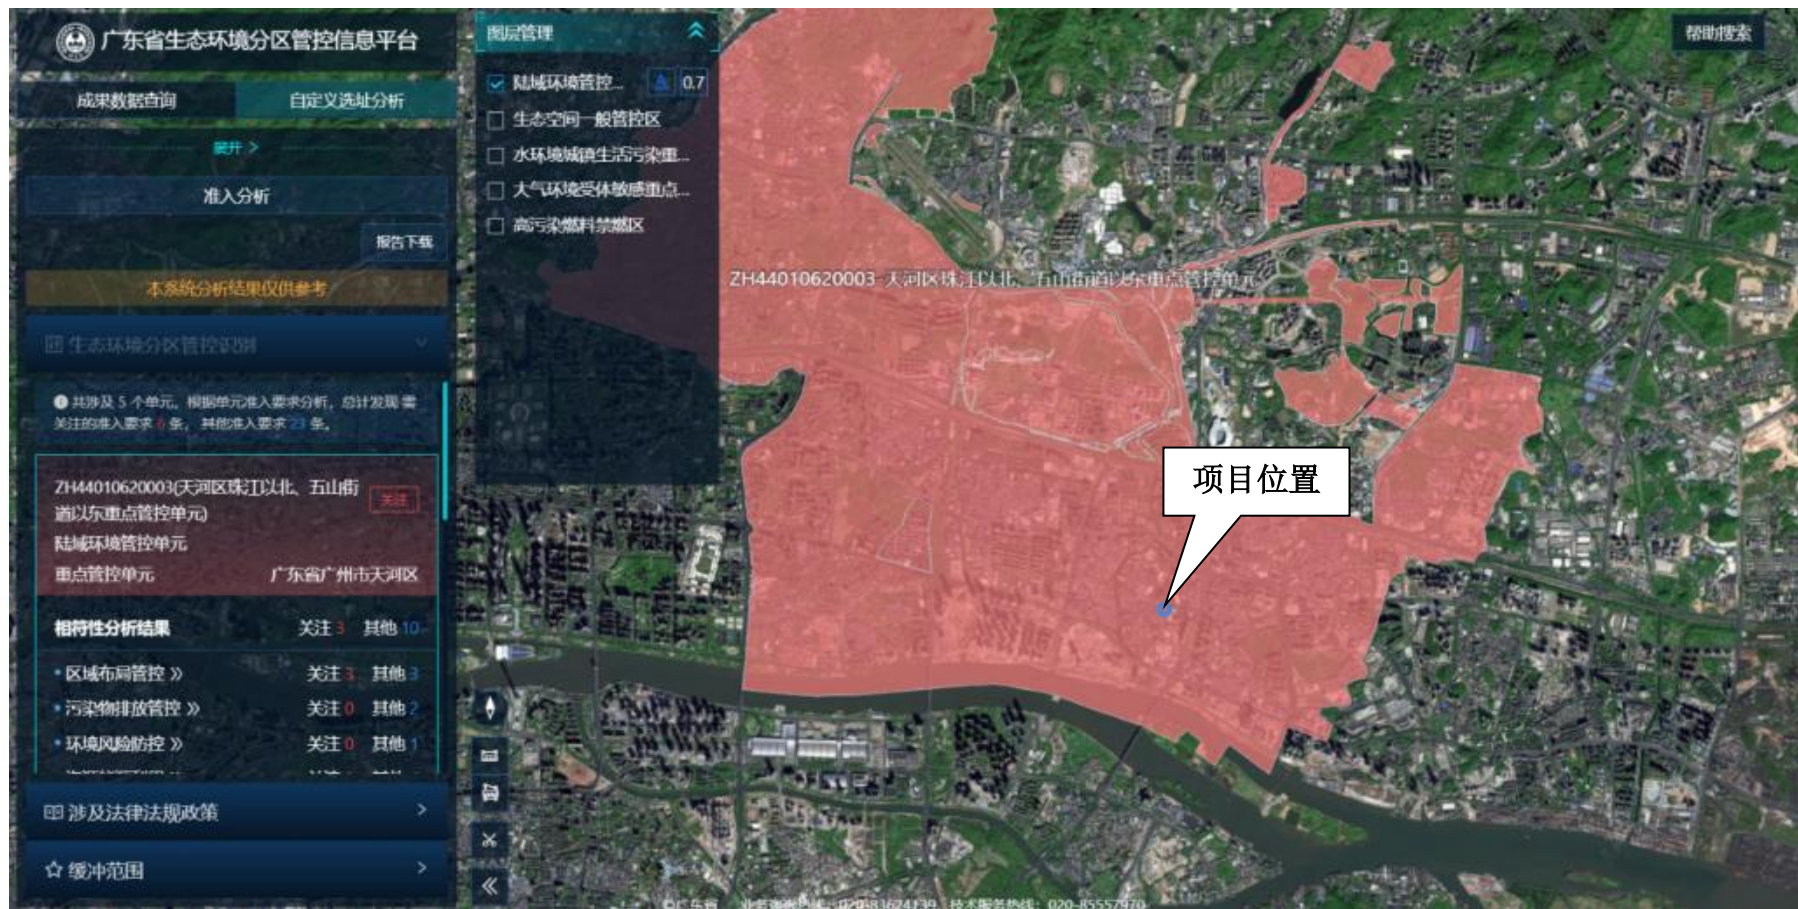 广东省生态环境分区管控信息平台
成果数据查询
自定义选址分析
展开 >
准入分析
报告下载
本系统分析结果仅供参考
生态环境分区管控识别
共涉及 5 个单元，根据单元准入要求分析，总计发现 需
关注的准入要求 6 条， 其他准入要求 23 条。
ZH44010620003(天河区珠江以北、五山街
道以东重点管控单元)
关注
陆域环境管控单元
重点管控单元
广东省广州市天河区
相符性分析结果 关注 3 其他 10
区域布局管控 关注 3 其他 3
污染物排放管控 关注 0 其他 2
环境风险防控 关注 0 其他 1
涉及法律法规政策
缓冲范围
图层管理
陆域环境管控... 0.7
生态空间一般管控区
水环境城镇生活污染重...
大气环境受体敏感重点...
高污染燃料禁燃区
帮助搜索
ZH44010620003-天河区珠江以北、五山街道以东重点管控单元
项目位置
020-83624139 技术服务热线：020-85557970